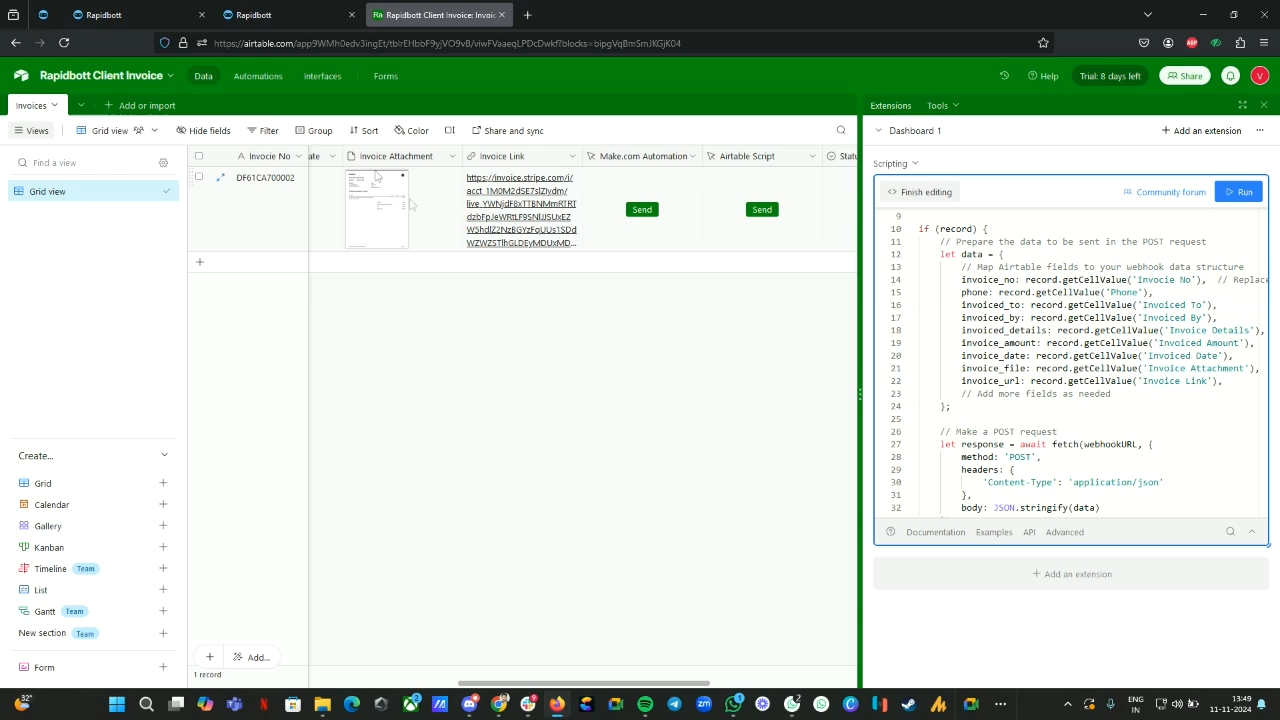 Rapidbott
Rapidbott
Rapidbott Client Invoice: Invoic
https://airtable.com/app9WMh0edv3ingEt/tblrEHbbF9yjVO9vB/viwFVaaeqLPDcDwkf?blocks=bipgVqBmSmJKGjK04
Rapidbott Client Invoice
Data
Automations
Interfaces
Forms
Help
Trial: 8 days left
Share
V
Invoices
Add or import
Extensions
Tools
Views
Grid view
Hide fields
Filter
Group
Sort
Color
Share and sync
Dashboard 1
Add an extension
Find a view
Grid view
Invocie No
ate
Invoice Attachment
Invoice Link
Make.com Automation
Airtable Script
Statu
DF61CA700002
https://invoice.stripe.com/i/
Send
Send
Scripting
Finish editing
Community forum
Run
9
10 if (record) {
11 // Prepare the data to be sent in the POST request
12 let data = {
13 // Map Airtable fields to your webhook data structure
14 invoice_no: record.getCellValue('Invocie No'), // Replace
15 phone: record.getCellValue('Phone'),
16 invoiced_to: record.getCellValue('Invoiced To'),
17 invoiced_by: record.getCellValue('Invoiced By'),
18 invoiced_details: record.getCellValue('Invoice Details'),
19 invoice_amount: record.getCellValue('Invoiced Amount'),
20 invoice_date: record.getCellValue('Invoiced Date'),
21 invoice_file: record.getCellValue('Invoice Attachment'),
22 invoice_url: record.getCellValue('Invoice Link'),
23 // Add more fields as needed
24 };
25
26 // Make a POST request
27 let response = await fetch(webhookURL, {
28 method: 'POST',
29 headers: {
30 'Content-Type': 'application/json'
31 },
32 body: JSON.stringify(data)
Documentation
Examples
API
Advanced
Add an extension
Create...
Grid
Calendar
Gallery
Kanban
Timeline Team
List
Gantt Team
New section Team
Form
Add...
1 record
32°
ENG
IN
13:49
11-11-2024